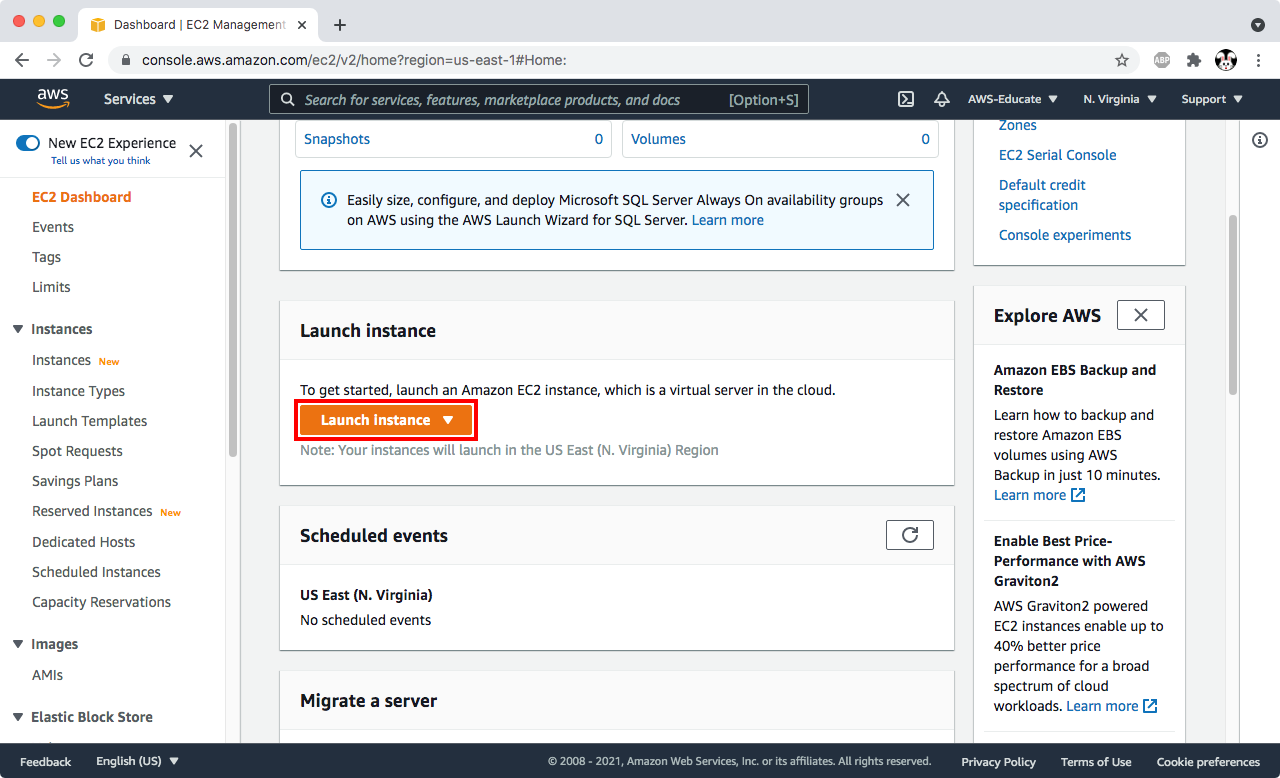 Dashboard | EC2 Management
console.aws.amazon.com/ec2/v2/home?region=us-east-1#Home:
ABP
aws
Services
Search for services, features, marketplace products, and docs
[Option+S]
AWS-Educate
N. Virginia
Support
New EC2 Experience
Tell us what you think
EC2 Dashboard
Events
Tags
Limits
Instances
Instances New
Instance Types
Launch Templates
Spot Requests
Savings Plans
Reserved Instances New
Dedicated Hosts
Scheduled Instances
Capacity Reservations
Images
AMIs
Elastic Block Store
Snapshots 0
Volumes 0
Easily size, configure, and deploy Microsoft SQL Server Always On availability groups
on AWS using the AWS Launch Wizard for SQL Server. Learn more
Launch instance
To get started, launch an Amazon EC2 instance, which is a virtual server in the cloud.
Launch instance
Note: Your instances will launch in the US East (N. Virginia) Region
Scheduled events
US East (N. Virginia)
No scheduled events
Migrate a server
Zones
EC2 Serial Console
Default credit
specification
Console experiments
Explore AWS
Amazon EBS Backup and
Restore
Learn how to backup and
restore Amazon EBS
volumes using AWS
Backup in just 10 minutes.
Learn more
Enable Best Price-
Performance with AWS
Graviton2
AWS Graviton2 powered
EC2 instances enable up to
40% better price
performance for a broad
spectrum of cloud
workloads. Learn more
Feedback
English (US)
© 2008 - 2021, Amazon Web Services, Inc. or its affiliates. All rights reserved.
Privacy Policy
Terms of Use
Cookie preferences